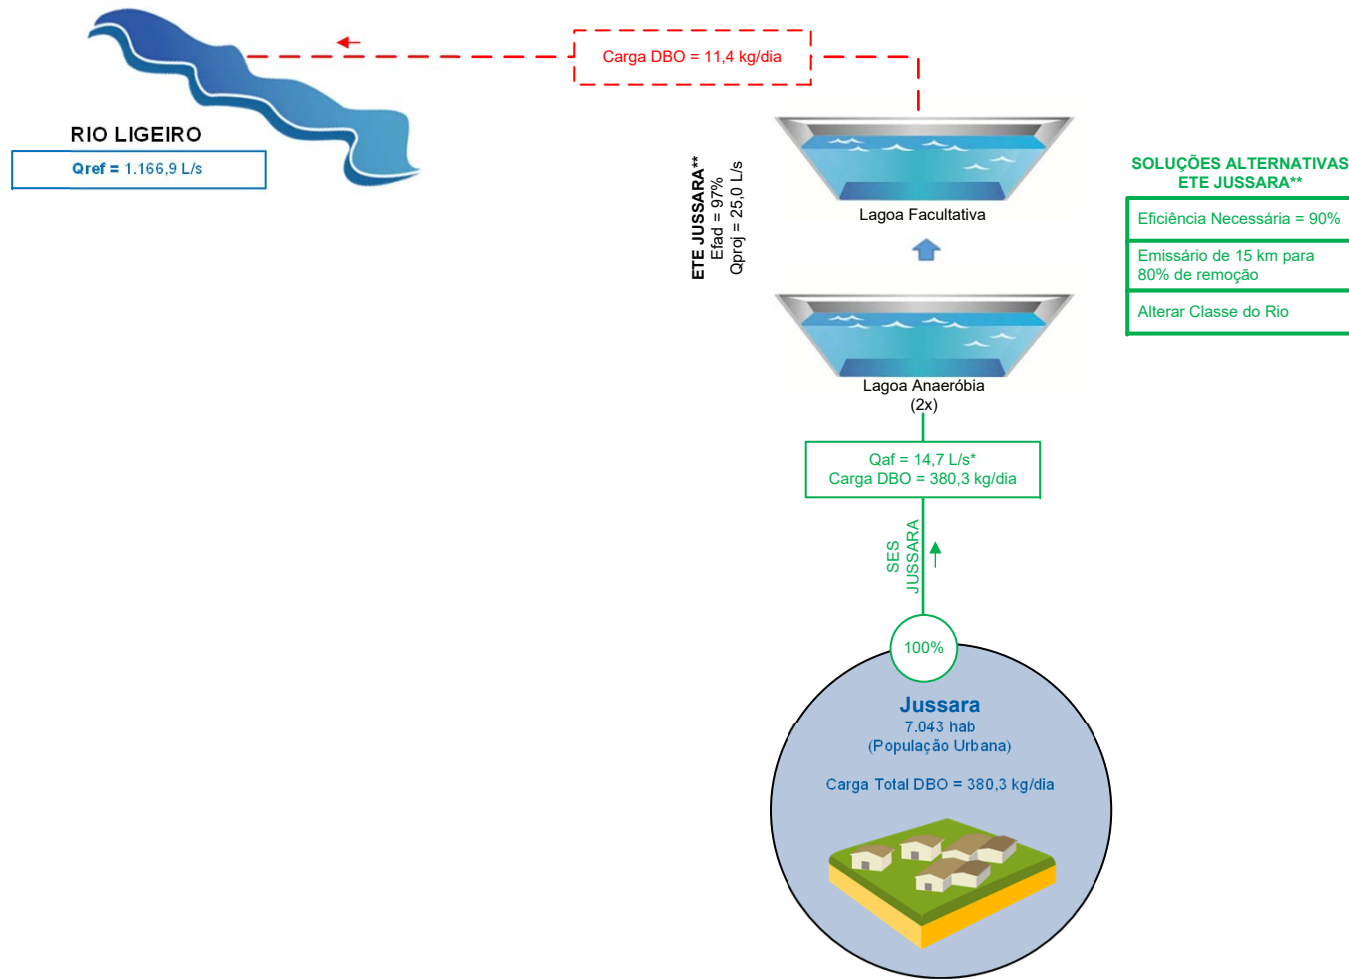 Carga DBO = 11,4 kg/dia
RIO LIGEIRO
Qref = 1.166,9 L/s
ETE JUSSARA**
Efad = 97%
Qproj = 25,0 L/s
Lagoa Facultativa
SOLUÇÕES ALTERNATIVAS
ETE JUSSARA**
Eficiência Necessária = 90%
Emissário de 15 km para
80% de remoção
Alterar Classe do Rio
Lagoa Anaeróbia
(2x)
Qaf = 14,7 L/s*
Carga DBO = 380,3 kg/dia
SES
JUSSARA
100%
Jussara
7.043 hab
(População Urbana)
Carga Total DBO = 380,3 kg/dia